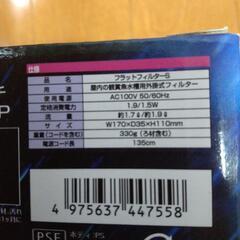 仕様
品名 フラットフィルターS
用途 屋内の観賞魚水槽用外掛式フィルター
使用電源 AC100V 50/60Hz
定格消費電力 1.9/1.5W
流量 約1.7ℓ/約1.9ℓ
サイズ W170×D35×H110mm
重量(コードを含む) 330g(ろ材含む)
電源コード長 135cm
4 975637 447558
PSE
ボディ:PS